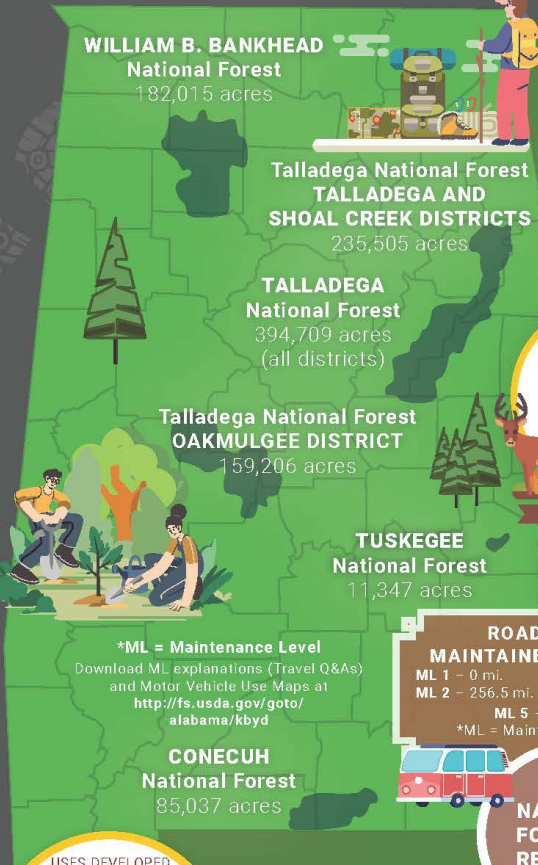 WILLIAM B. BANKHEAD
National Forest
182,015 acres
Talladega National Forest
TALLADEGA AND
SHOAL CREEK DISTRICTS
235,505 acres
TALLADEGA
National Forest
394,709 acres
(all districts)
Talladega National Forest
OAKMULGEE DISTRICT
159,206 acres
TUSKEGEE
National Forest
11,347 acres
*ML = Maintenance Level
Download ML explanations (Travel Q&As)
and Motor Vehicle Use Maps at
http://fs.usda.gov/goto/
alabama/kbyd
ROAD
MAINTAINE
ML 1 – 0 mi.
ML 2 – 256.5 mi.
ML 5 -
*ML = Main
CONECUH
National Forest
85,037 acres
NA
FO
RE
USES DEVELOPED